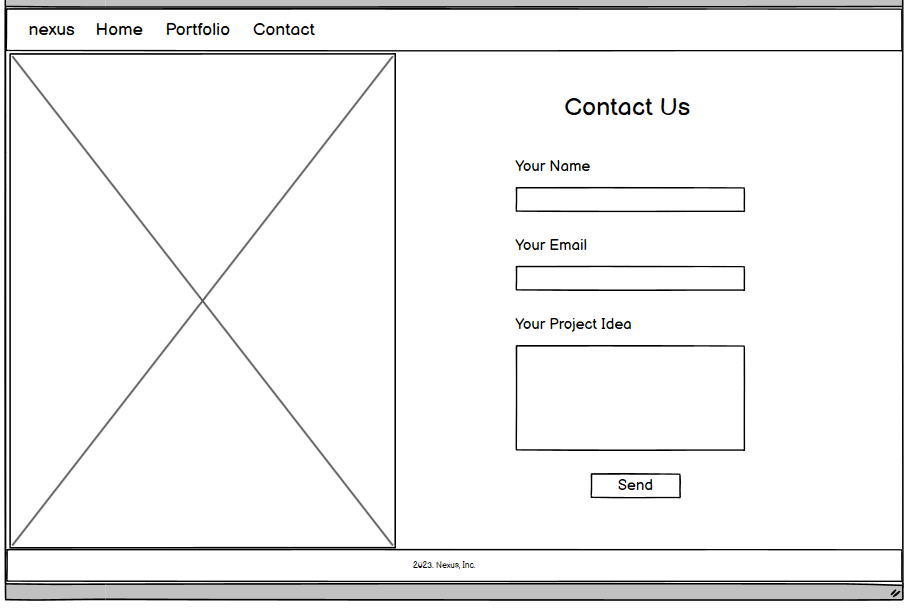 nexus Home Portfolio Contact
Contact Us
Your Name
Your Email
Your Project Idea
Send
2023. Nexus, Inc.